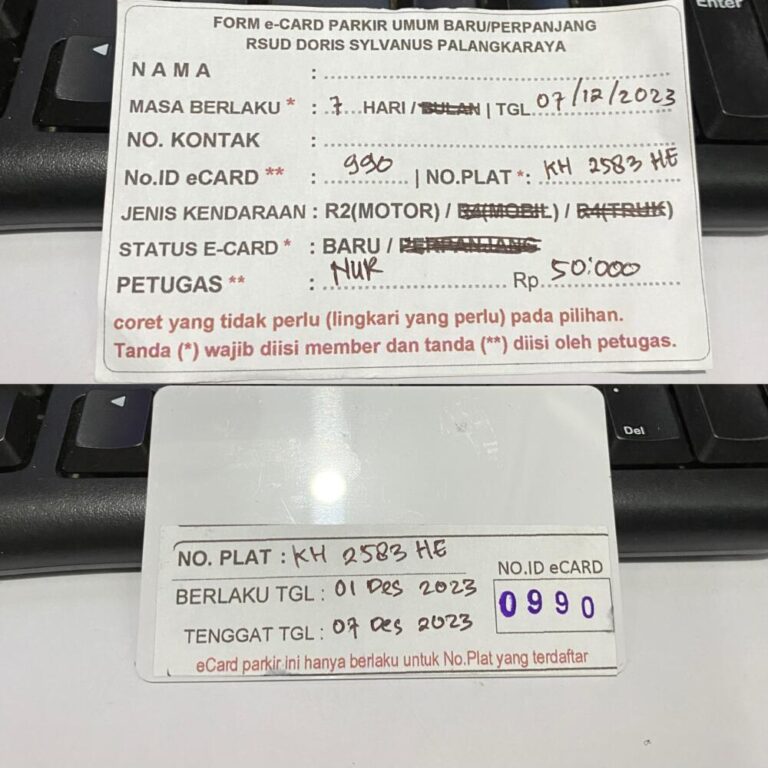 FORM e-CARD PARKIR UMUM BARU/PERPANJANG
RSUD DORIS SYLVANUS PALANGKARAYA
NAMA :
MASA BERLAKU * : 7 HARI / BULAN | TGL 07/12/2023
NO. KONTAK :
No.ID eCARD ** : 990 | NO.PLAT *: KH 2583 HE
JENIS KENDARAAN : R2(MOTOR) / R4(MOBIL) / R4(TRUK)
STATUS E-CARD * : BARU / PERPANJANG
PETUGAS ** : NUR Rp. 50.000
coret yang tidak perlu (lingkari yang perlu) pada pilihan.
Tanda (*) wajib diisi member dan tanda (**) diisi oleh petugas.
Enter
Del
NO. PLAT : KH 2583 HE
NO.ID eCARD
BERLAKU TGL : 01 Des 2023
0990
TENGGAT TGL : 07 Des 2023
eCard parkir ini hanya berlaku untuk No.Plat yang terdaftar